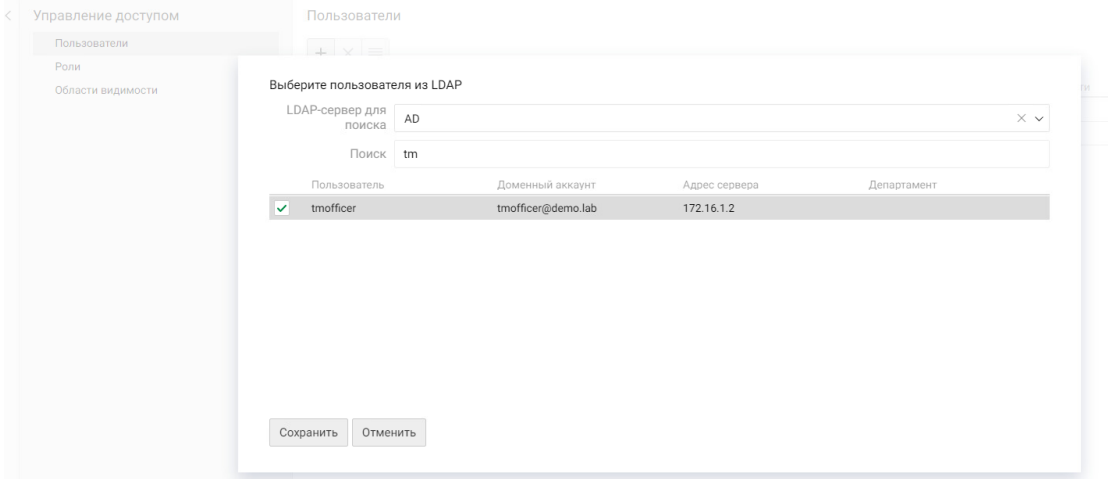 Управление доступом
Пользователи
Роли
Области видимости
Пользователи
Выберите пользователя из LDAP
LDAP-сервер для
поиска
AD
Поиск
tm
Пользователь Доменный аккаунт Адрес сервера Департамент
tmofficer tmofficer@demo.lab 172.16.1.2
Сохранить Отменить